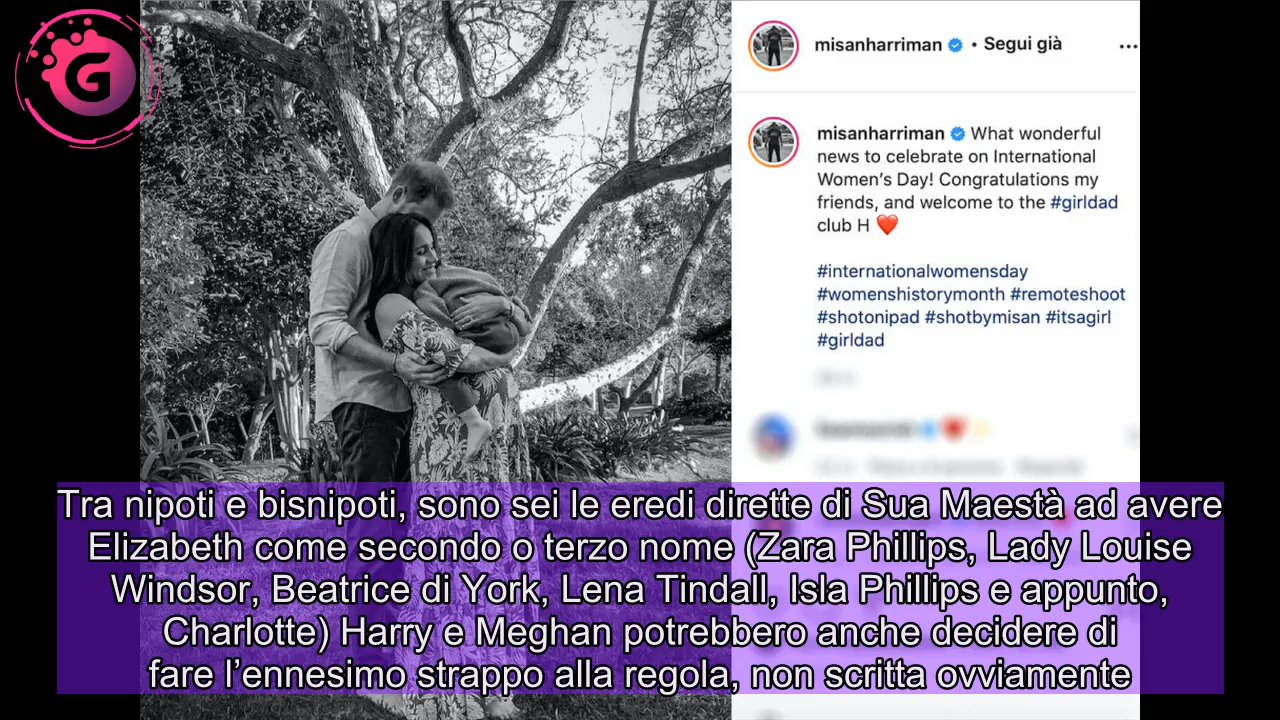 G
misanharriman • Segui già
misanharriman What wonderful
news to celebrate on International
Women’s Day! Congratulations my
friends, and welcome to the #girldad
club H ❤️
#internationalwomensday
#womenshistorymonth #remoteshoot
#shotonipad #shotbymisan #itsagirl
#girldad
Tra nipoti e bisnipoti, sono sei le eredi dirette di Sua Maestà ad avere
Elizabeth come secondo o terzo nome (Zara Phillips, Lady Louise
Windsor, Beatrice di York, Lena Tindall, Isla Phillips e appunto,
Charlotte) Harry e Meghan potrebbero anche decidere di
fare l’ennesimo strappo alla regola, non scritta ovviamente